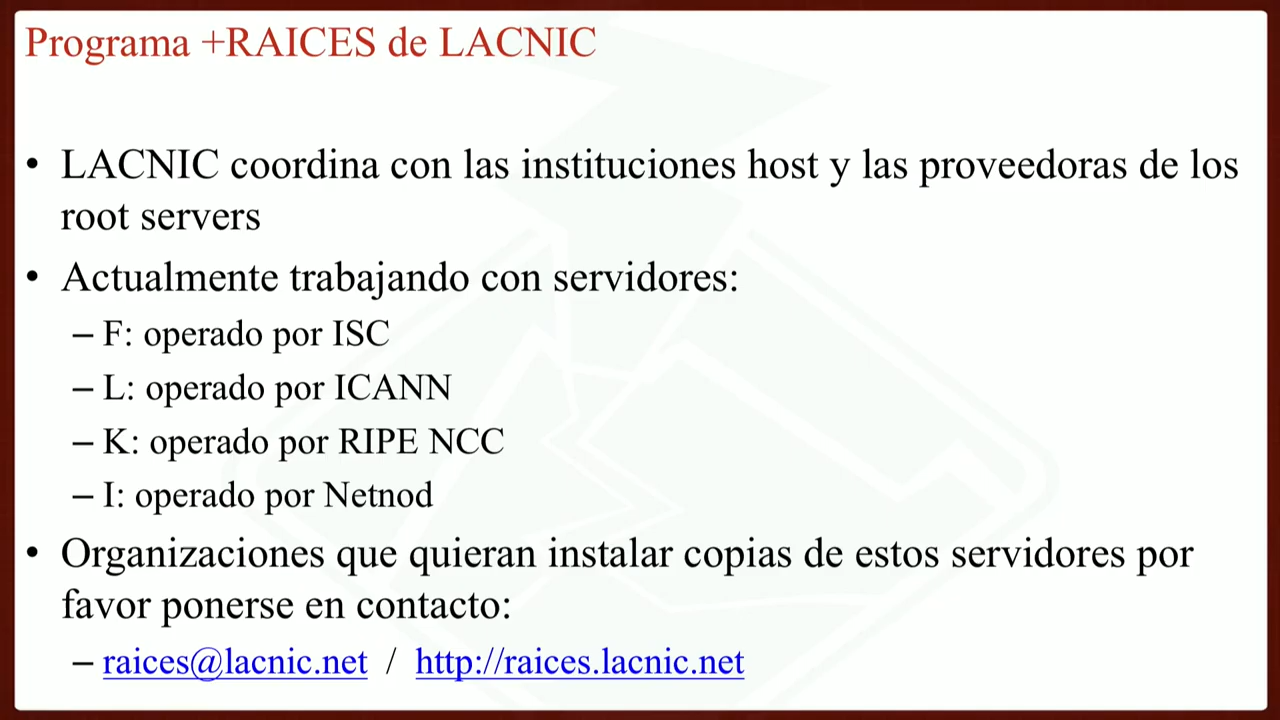 Programa +RAICES de LACNIC
• LACNIC coordina con las instituciones host y las proveedoras de los
root servers
• Actualmente trabajando con servidores:
– F: operado por ISC
– L: operado por ICANN
– K: operado por RIPE NCC
– I: operado por Netnod
• Organizaciones que quieran instalar copias de estos servidores por
favor ponerse en contacto:
– raices@lacnic.net / http://raices.lacnic.net